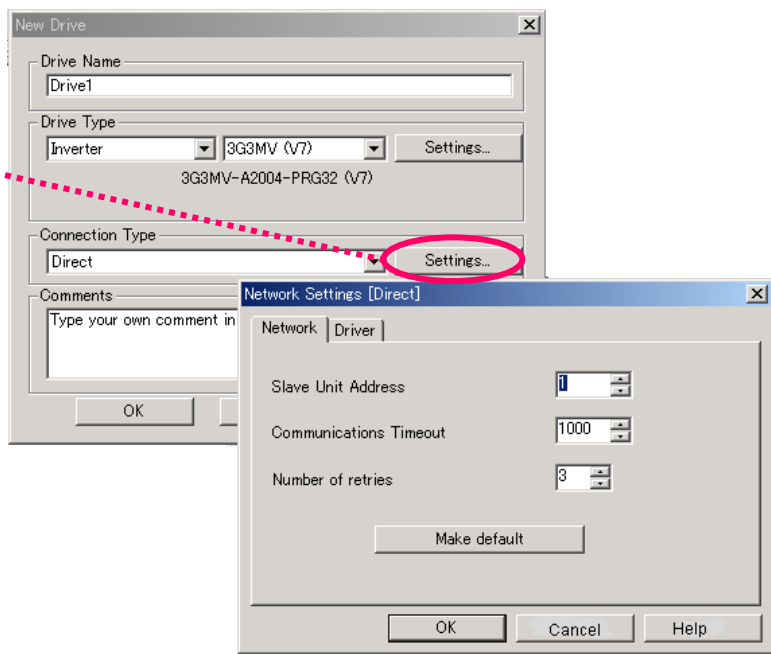 New Drive
Drive Name
Drive1
Drive Type
Inverter 3G3MV (V7) Settings...
3G3MV-A2004-PRG32 (V7)
Connection Type
Direct Settings...
Comments
Type your own comment in
OK
Network Settings [Direct]
Network Driver
Slave Unit Address 1
Communications Timeout 1000
Number of retries 3
Make default
OK Cancel Help